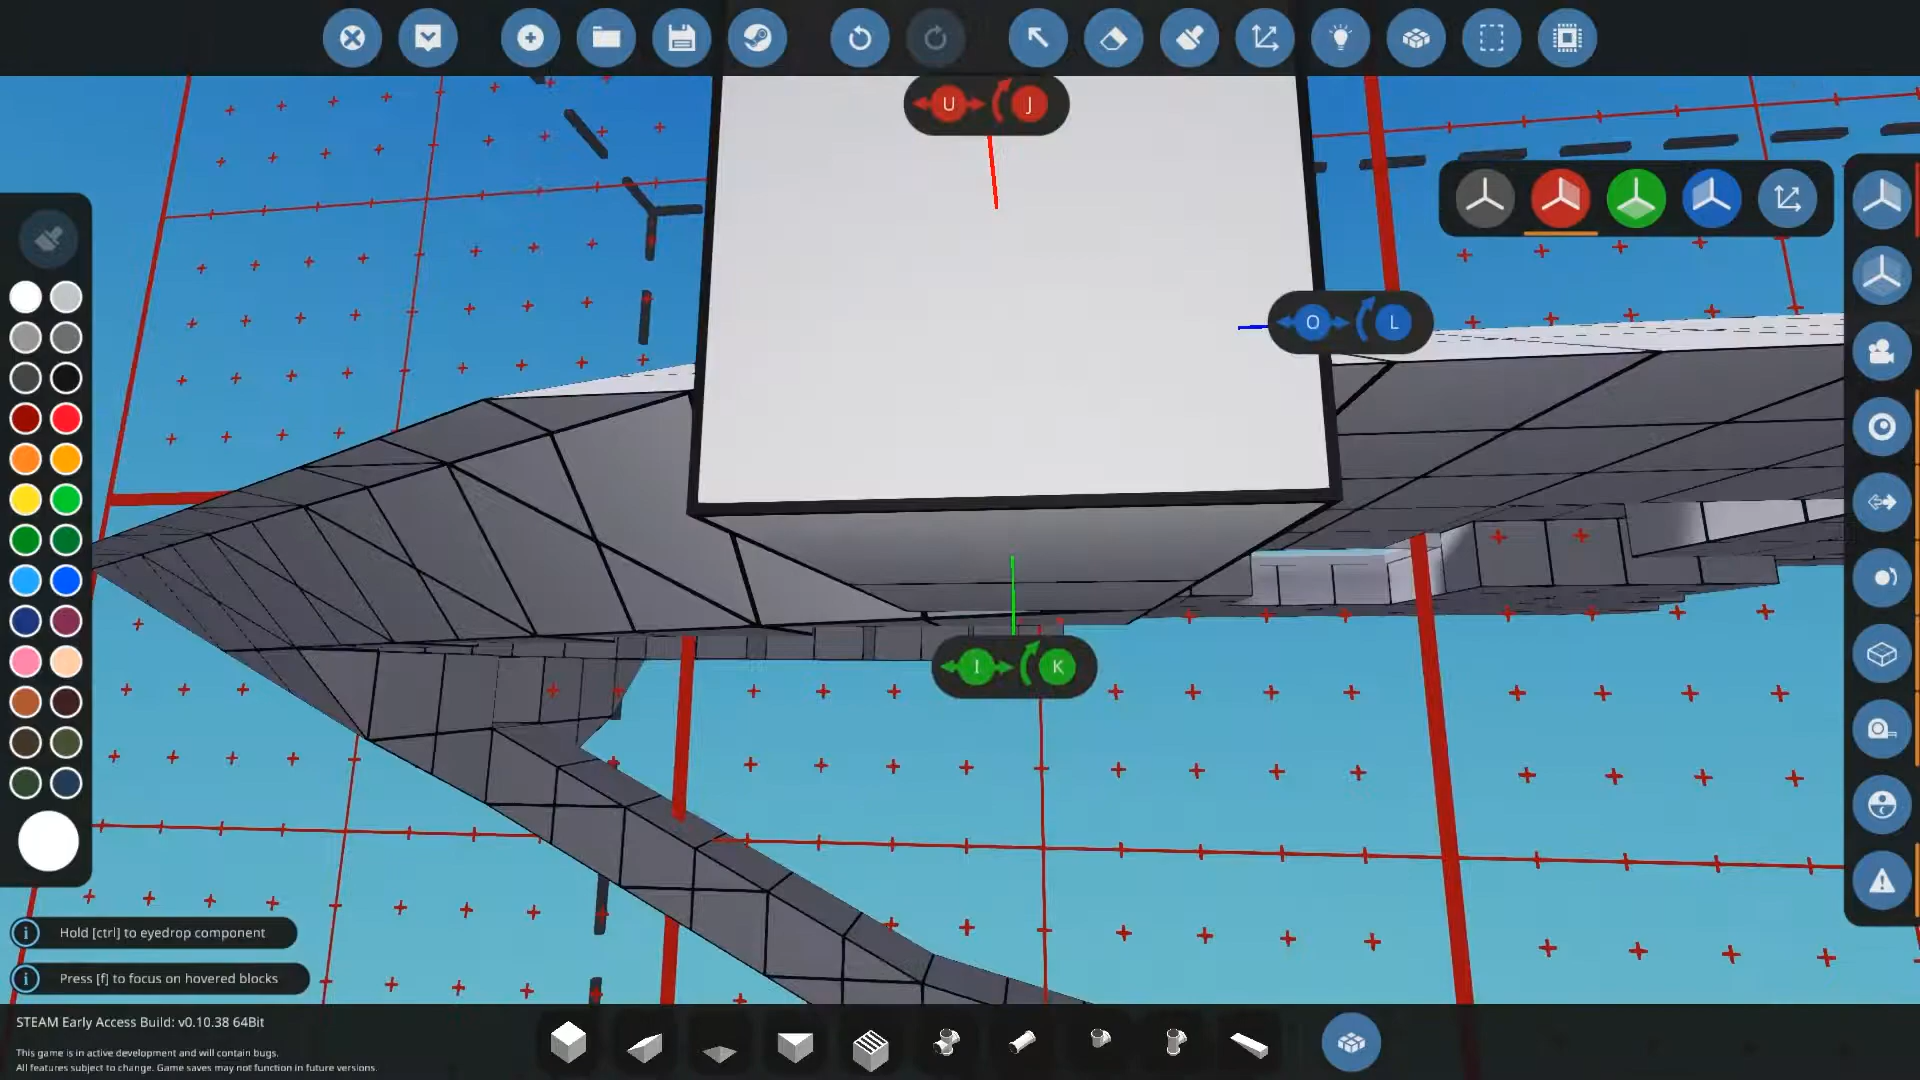 U J
O L
I K
Hold [ctrl] to eyedrop component
Press [f] to focus on hovered blocks
STEAM Early Access Build: v0.10.38 64Bit
This game is in active development and will contain bugs.
All features subject to change. Game saves may not function in future versions.